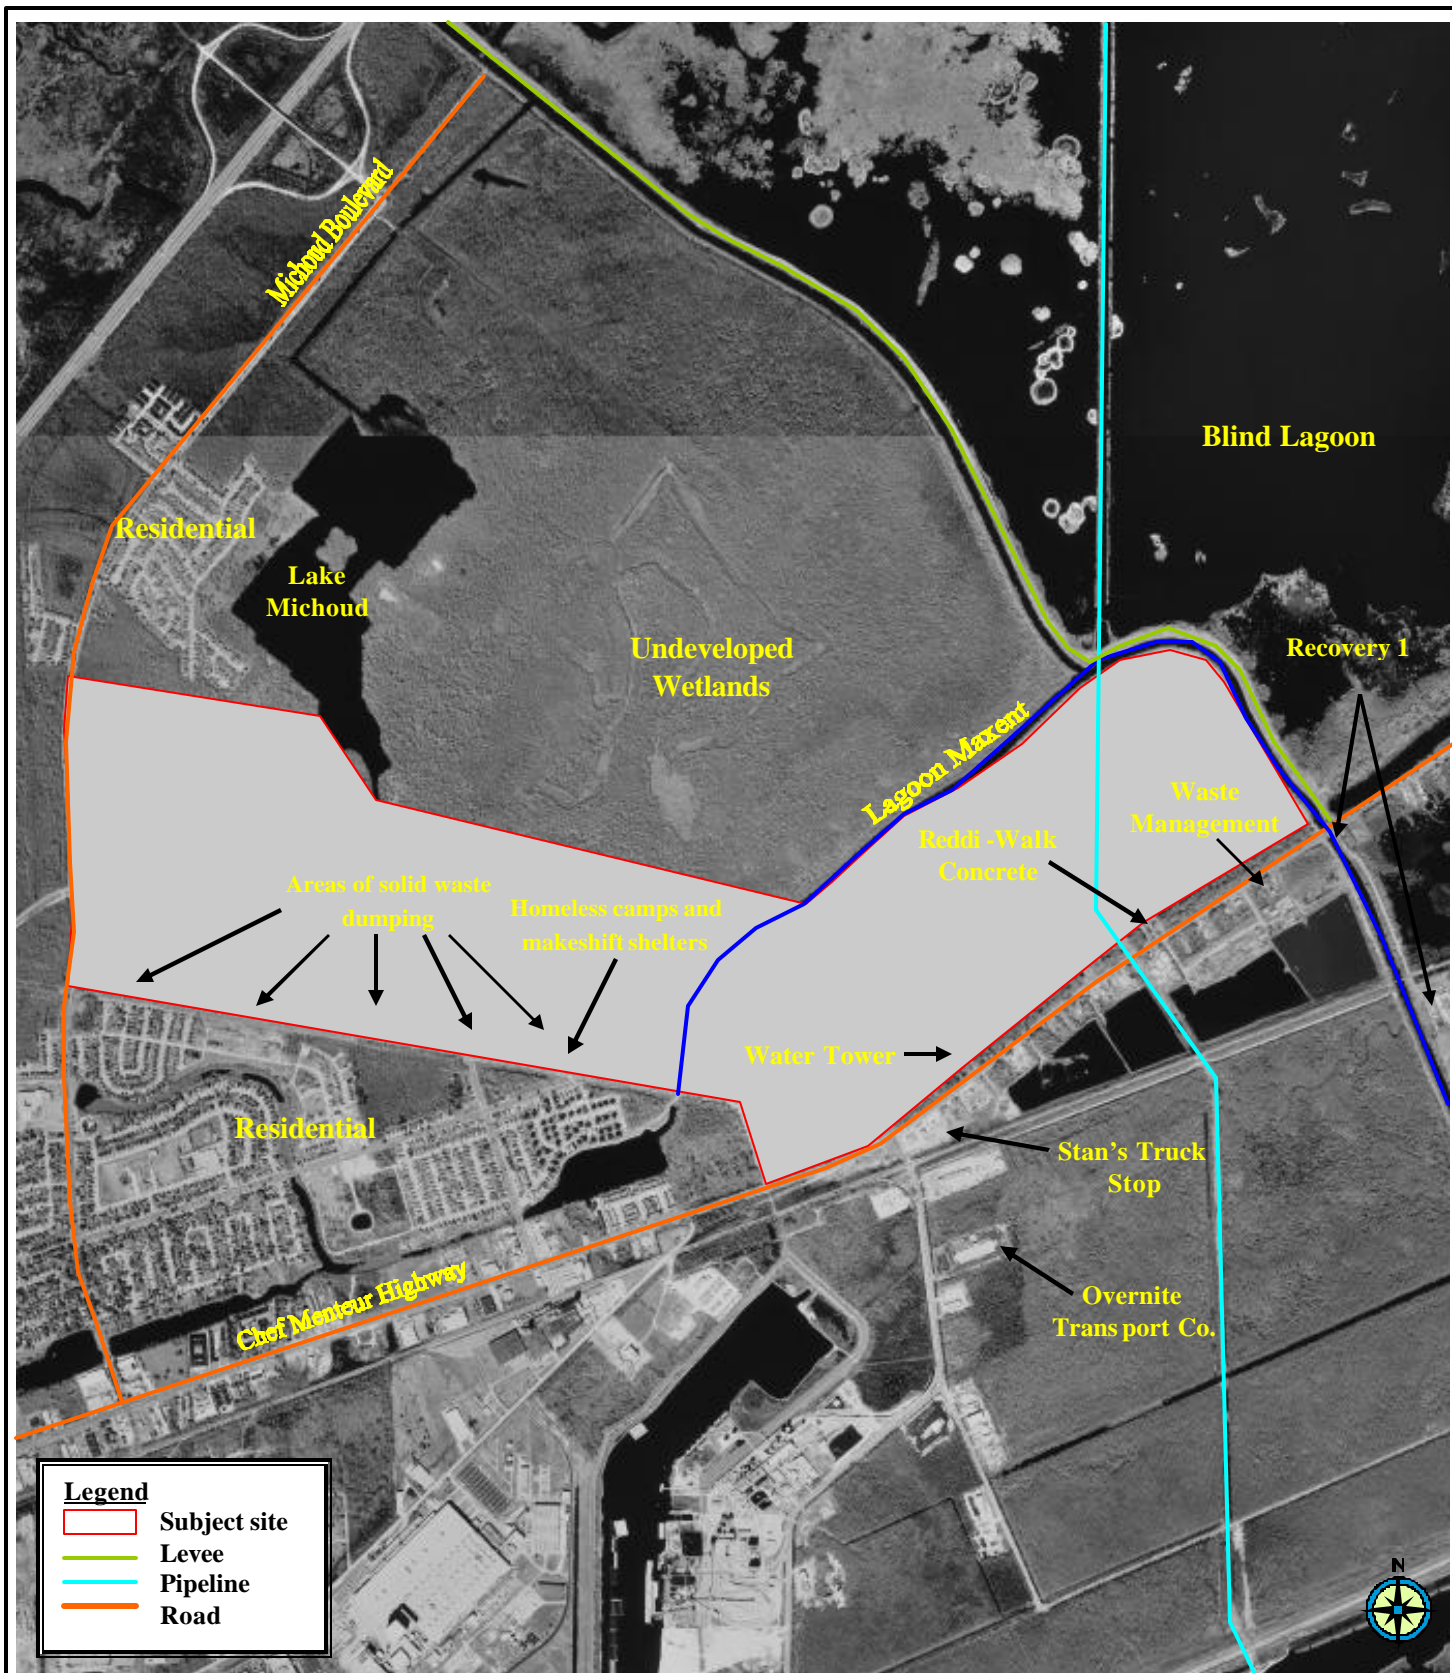 Michoud Boulevard
Blind Lagoon
Residential
Lake
Michoud
Undeveloped
Wetlands
Recovery 1
Lagoon Maxent
Waste
Management
Reddi -Walk
Concrete
Areas of solid waste
dumping
Homeless camps and
makeshift shelters
Water Tower
Residential
Stan’s Truck
Stop
Chef Menteur Highway
Overnite
Trans port Co.
Legend
Subject site
Levee
Pipeline
Road
N